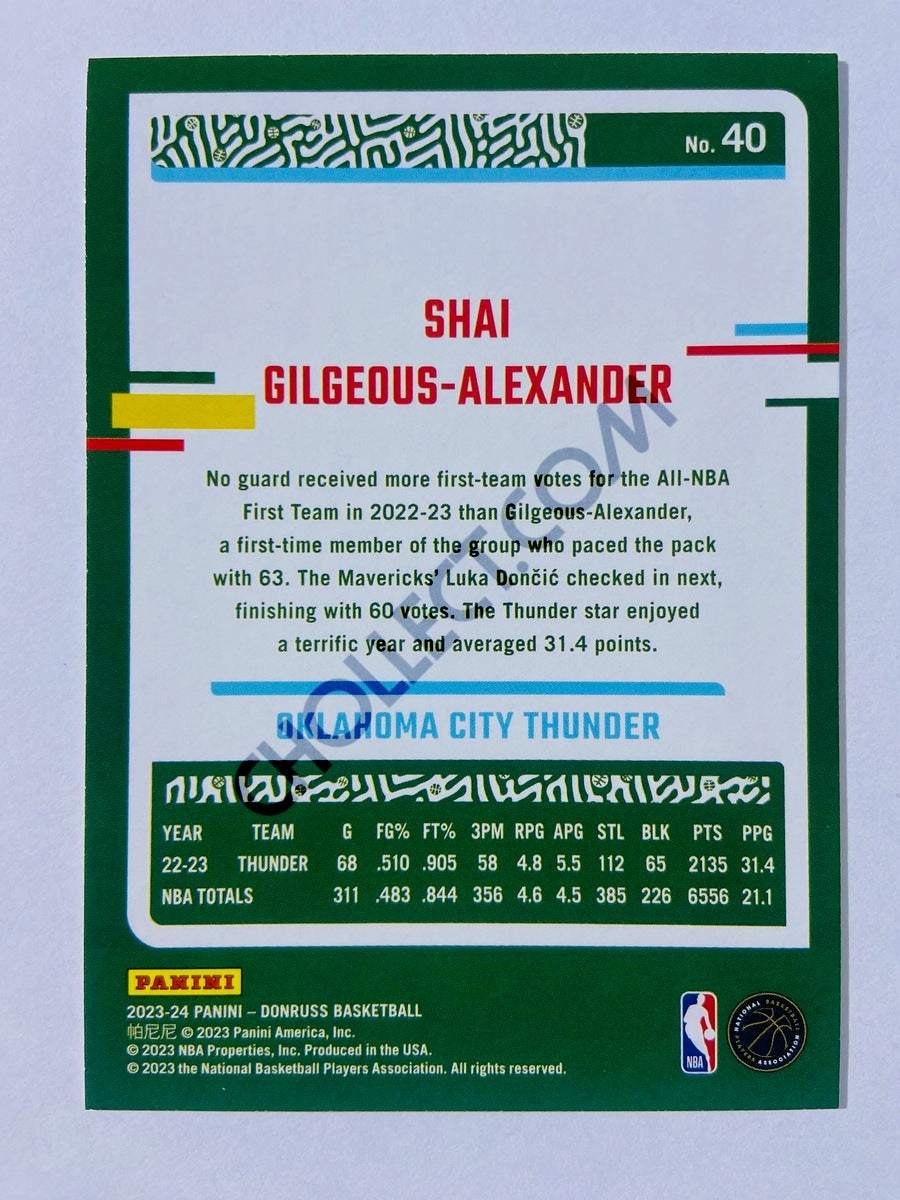 No. 40
SHAI
GILGEOUS-ALEXANDER
No guard received more first-team votes for the All-NBA
First Team in 2022-23 than Gilgeous-Alexander,
a first-time member of the group who paced the pack
with 63. The Mavericks' Luka Dončić checked in next,
finishing with 60 votes. The Thunder star enjoyed
a terrific year and averaged 31.4 points.
CHOLLECT.COM
OKLAHOMA CITY THUNDER
YEAR TEAM G FG% FT% 3PM RPG APG STL BLK PTS PPG
22-23 THUNDER 68 .510 .905 58 4.8 5.5 112 65 2135 31.4
NBA TOTALS 311 .483 .844 356 4.6 4.5 385 226 6556 21.1
PANINI
2023-24 PANINI – DONRUSS BASKETBALL
帕尼尼 © 2023 Panini America, Inc.
© 2023 NBA Properties, Inc. Produced in the USA.
© 2023 the National Basketball Players Association. All rights reserved.
NBA
NATIONAL BASKETBALL PLAYERS ASSOCIATION